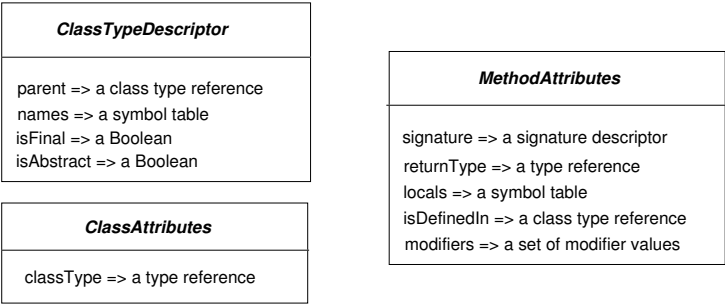 ClassTypeDescriptor
parent => a class type reference
names => a symbol table
isFinal => a Boolean
isAbstract => a Boolean
ClassAttributes
classType => a type reference
MethodAttributes
signature => a signature descriptor
returnType => a type reference
locals => a symbol table
isDefinedIn => a class type reference
modifiers => a set of modifier values